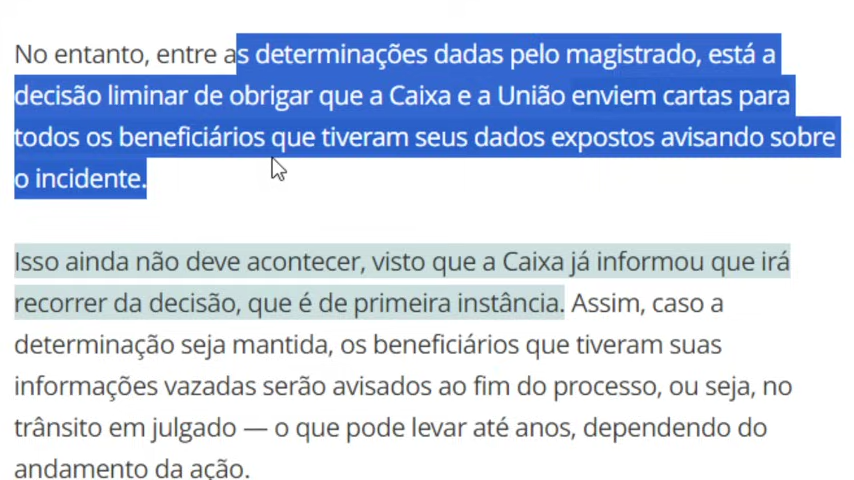 No entanto, entre as determinações dadas pelo magistrado, está a
decisão liminar de obrigar que a Caixa e a União enviem cartas para
todos os beneficiários que tiveram seus dados expostos avisando sobre
o incidente.
Isso ainda não deve acontecer, visto que a Caixa já informou que irá
recorrer da decisão, que é de primeira instância. Assim, caso a
determinação seja mantida, os beneficiários que tiveram suas
informações vazadas serão avisados ao fim do processo, ou seja, no
trânsito em julgado — o que pode levar até anos, dependendo do
andamento da ação.